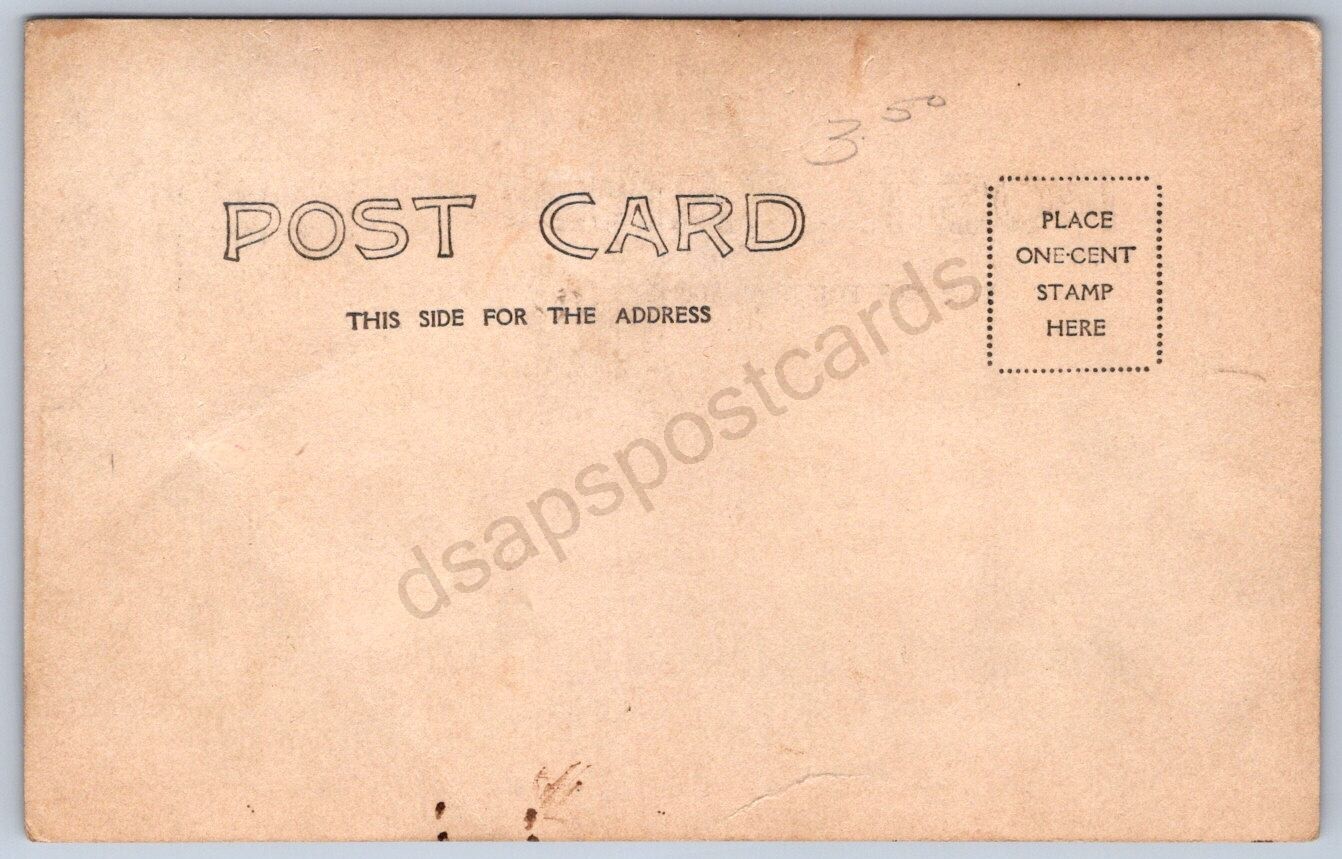 3.50
POST CARD
THIS SIDE FOR THE ADDRESS
PLACE
ONE-CENT
STAMP
HERE
dsapspostcards